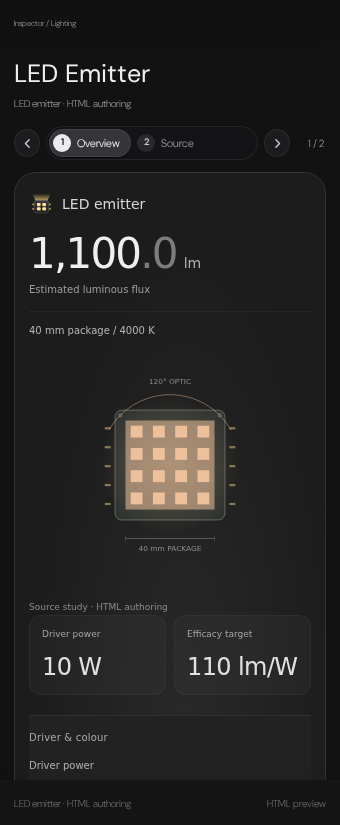 Inspector / Lighting
LED Emitter
LED emitter · HTML authoring
1 Overview 2 Source 1 / 2
LED emitter
1,100.0 lm
Estimated luminous flux
40 mm package / 4000 K
120° OPTIC
40 mm PACKAGE
Source study · HTML authoring
Driver power Efficacy target
10 W 110 lm/W
Driver & colour
Driver power
LED emitter · HTML authoring HTML preview